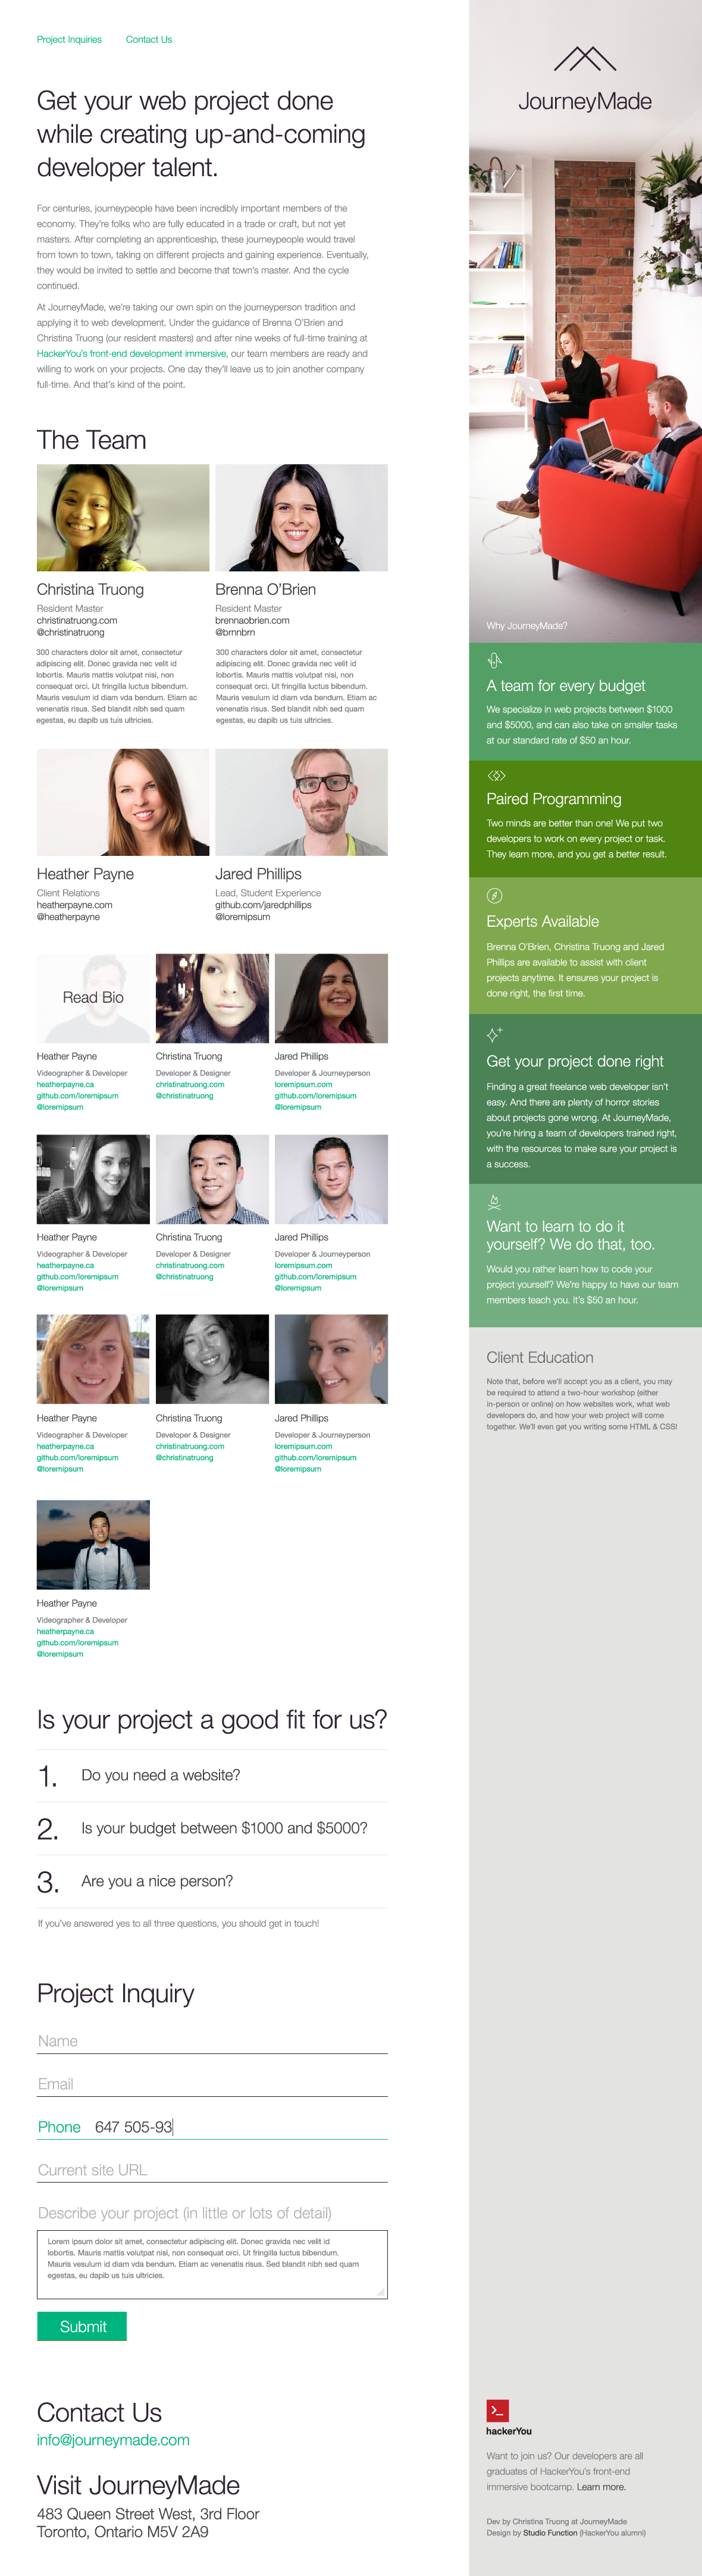 Project Inquiries
Contact Us
Get your web project done
while creating up-and-coming
developer talent.
For centuries, journeypeople have been incredibly important members of the
economy. They're folks who are fully educated in a trade or craft, but not yet
masters. After completing an apprenticeship, these journeypeople would travel
from town to town, taking on different projects and gaining experience. Eventually,
they would be invited to settle and become that town's master. And the cycle
continued.
At JourneyMade, we're taking our own spin on the journeyperson tradition and
applying it to web development. Under the guidance of Brenna O'Brien and
Christina Truong (our resident masters) and after nine weeks of full-time training at
HackerYou's front-end development immersive, our team members are ready and
willing to work on your projects. One day they'll leave us to join another company
full-time. And that's kind of the point.
The Team
Christina Truong
Resident Master
christinatruong.com
@christinatruong
300 characters dolor sit amet, consectetur
adipiscing elit. Donec gravida nec velit id
lobortis. Mauris mattis volutpat nisi, non
consequat orci. Ut fringilla luctus bibendum.
Mauris vesulum id diam vda bendum. Etiam ac
venenatis risus. Sed blandit nibh sed quam
egestas, eu dapib us tuis ultricies.
Brenna O'Brien
Resident Master
brennaobrien.com
@brnnbrn
300 characters dolor sit amet, consectetur
adipiscing elit. Donec gravida nec velit id
lobortis. Mauris mattis volutpat nisi, non
consequat orci. Ut fringilla luctus bibendum.
Mauris vesulum id diam vda bendum. Etiam ac
venenatis risus. Sed blandit nibh sed quam
egestas, eu dapib us tuis ultricies.
Heather Payne
Client Relations
heatherpayne.com
@heatherpayne
Jared Phillips
Lead, Student Experience
github.com/jaredphillips
@loremipsum
Read Bio
Heather Payne
Videographer & Developer
heatherpayne.ca
github.com/loremipsum
@loremipsum
Christina Truong
Developer & Designer
christinatruong.com
@christinatruong
Jared Phillips
Developer & Journeyperson
loremipsum.com
github.com/loremipsum
@loremipsum
Heather Payne
Videographer & Developer
heatherpayne.ca
github.com/loremipsum
@loremipsum
Christina Truong
Developer & Designer
christinatruong.com
@christinatruong
Jared Phillips
Developer & Journeyperson
loremipsum.com
github.com/loremipsum
@loremipsum
Heather Payne
Videographer & Developer
heatherpayne.ca
github.com/loremipsum
@loremipsum
Christina Truong
Developer & Designer
christinatruong.com
@christinatruong
Jared Phillips
Developer & Journeyperson
loremipsum.com
github.com/loremipsum
@loremipsum
Heather Payne
Videographer & Developer
heatherpayne.ca
github.com/loremipsum
@loremipsum
Is your project a good fit for us?
1. Do you need a website?
2. Is your budget between $1000 and $5000?
3. Are you a nice person?
If you've answered yes to all three questions, you should get in touch!
Project Inquiry
Name
Email
Phone 647 505-93
Current site URL
Describe your project (in little or lots of detail)
Lorem ipsum dolor sit amet, consectetur adipiscing elit. Donec gravida nec velit id
lobortis. Mauris mattis volutpat nisi, non consequat orci. Ut fringilla luctus bibendum.
Mauris vesulum id diam vda bendum. Etiam ac venenatis risus. Sed blandit nibh sed quam
egestas, eu dapib us tuis ultricies.
Submit
Contact Us
info@journeymade.com
Visit JourneyMade
483 Queen Street West, 3rd Floor
Toronto, Ontario M5V 2A9
JourneyMade
Why JourneyMade?
A team for every budget
We specialize in web projects between $1000
and $5000, and can also take on smaller tasks
at our standard rate of $50 an hour.
Paired Programming
Two minds are better than one! We put two
developers to work on every project or task.
They learn more, and you get a better result.
Experts Available
Brenna O'Brien, Christina Truong and Jared
Phillips are available to assist with client
projects anytime. It ensures your project is
done right, the first time.
Get your project done right
Finding a great freelance web developer isn't
easy. And there are plenty of horror stories
about projects gone wrong. At JourneyMade,
you're hiring a team of developers trained right,
with the resources to make sure your project is
a success.
Want to learn to do it
yourself? We do that, too.
Would you rather learn how to code your
project yourself? We're happy to have our team
members teach you. It's $50 an hour.
Client Education
Note that, before we'll accept you as a client, you may
be required to attend a two-hour workshop (either
in-person or online) on how websites work, what web
developers do, and how your web project will come
together. We'll even get you writing some HTML & CSS!
hackerYou
Want to join us? Our developers are all
graduates of HackerYou's front-end
immersive bootcamp. Learn more.
Dev by Christina Truong at JourneyMade
Design by Studio Function (HackerYou alumni)